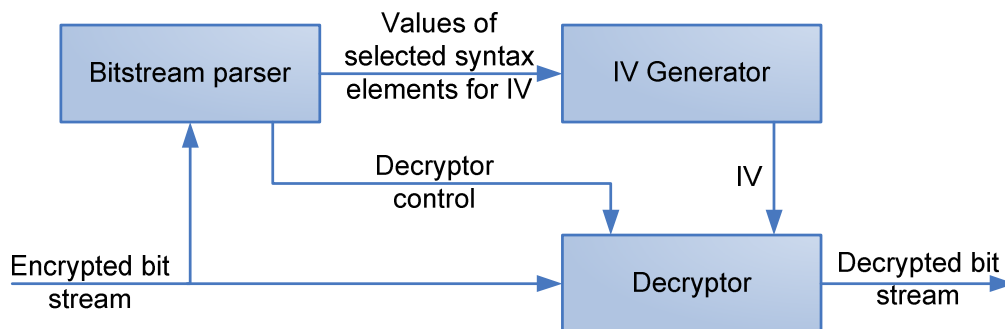 Values of
selected syntax
elements for IV
Bitstream parser
IV Generator
Decryptor
control
IV
Encrypted bit
stream
Decryptor
Decrypted bit
stream